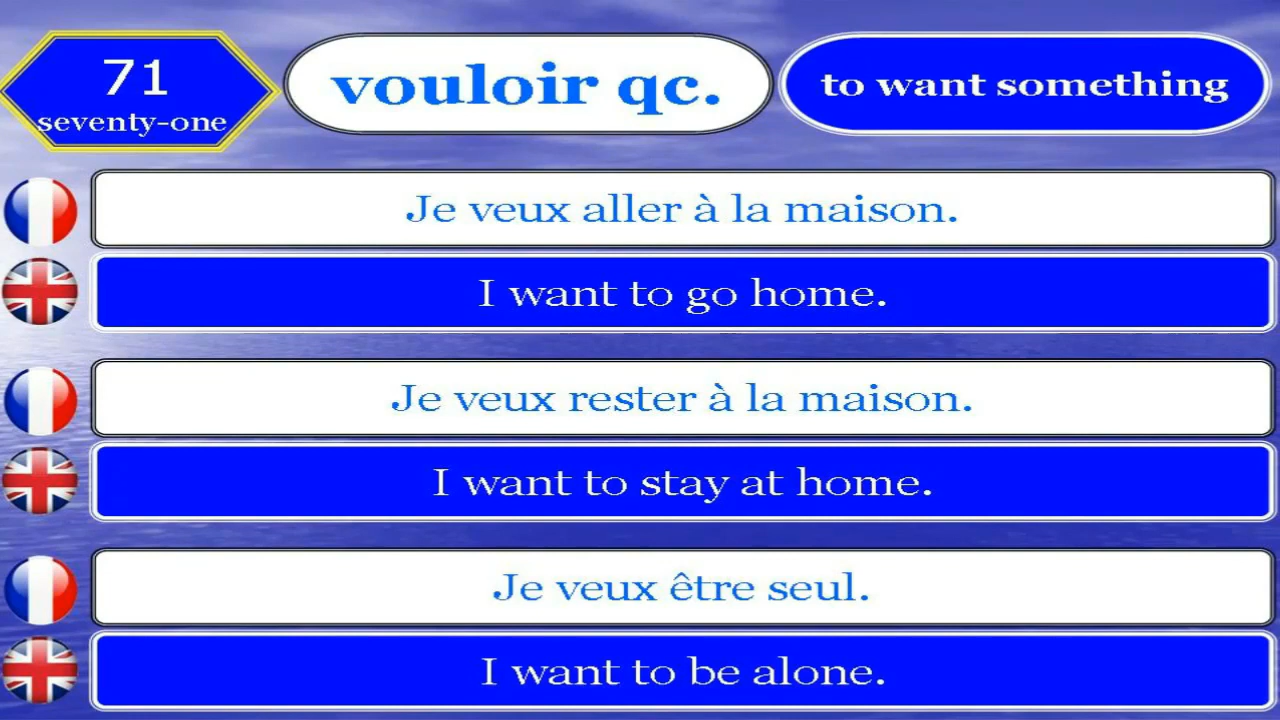 71
seventy-one
vouloir qc.
to want something
Je veux aller à la maison.
I want to go home.
Je veux rester à la maison.
I want to stay at home.
Je veux être seul.
I want to be alone.